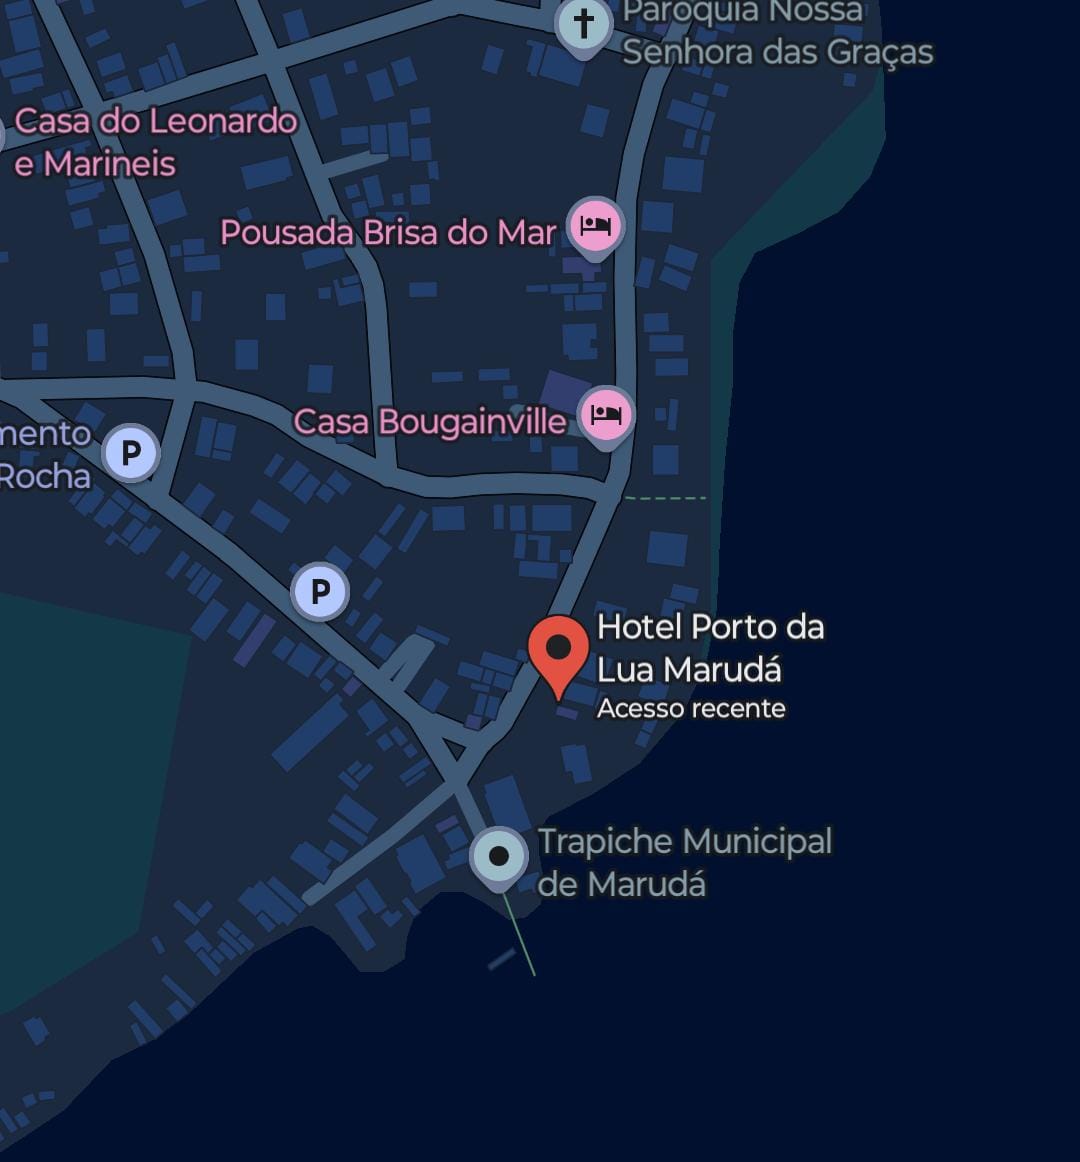 Paróquia Nossa
Senhora das Graças
Casa do Leonardo
e Marineis
Pousada Brisa do Mar
Casa Bougainville
mento
Rocha
P
P
Hotel Porto da
Lua Marudá
Acesso recente
Trapiche Municipal
de Marudá